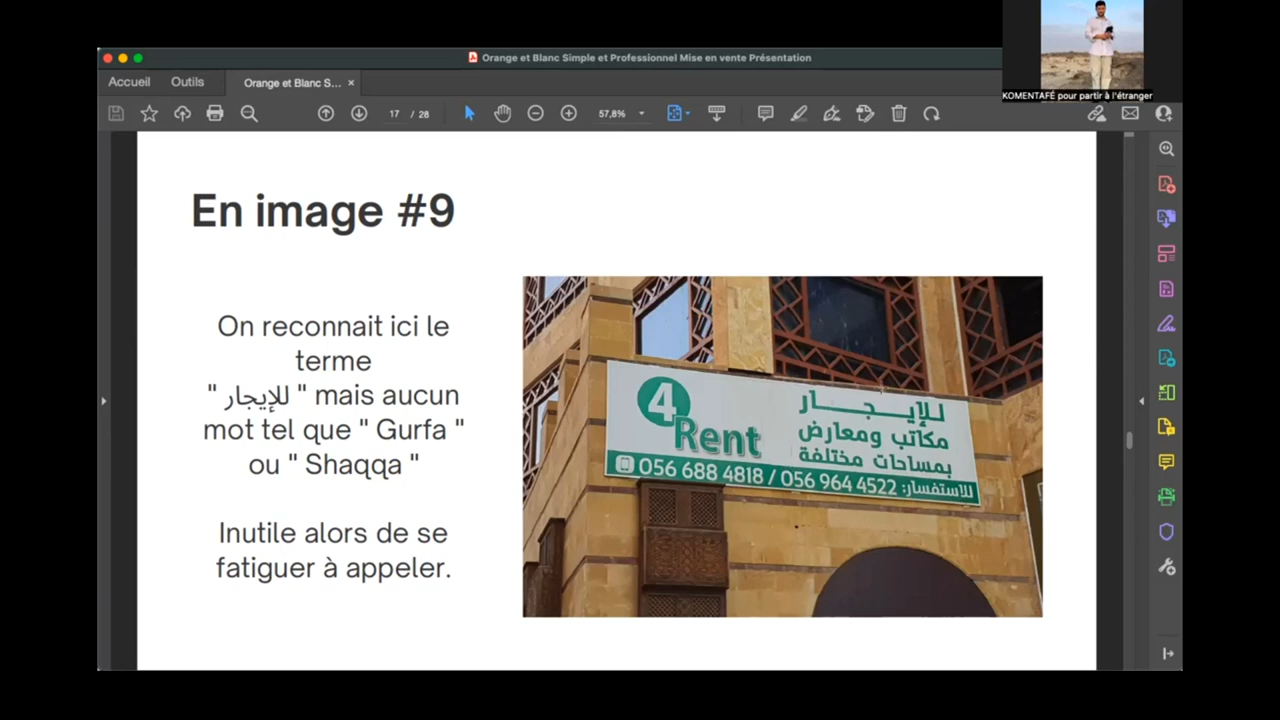 KOMENTAFÉ pour partir à l'étranger
Orange et Blanc Simple et Professionnel Mise en vente Présentation
Accueil
Outils
Orange et Blanc S...
17 / 28
57,8%
En image #9
On reconnait ici le
terme
" للإيجار " mais aucun
mot tel que " Gurfa "
ou " Shaqqa "
Inutile alors de se
fatiguer à appeler.
4
Rent
للإيـــجـــار
مكاتب ومعارض
بمساحات مختلفة
للاستفسار: 056 688 4818 / 056 964 4522